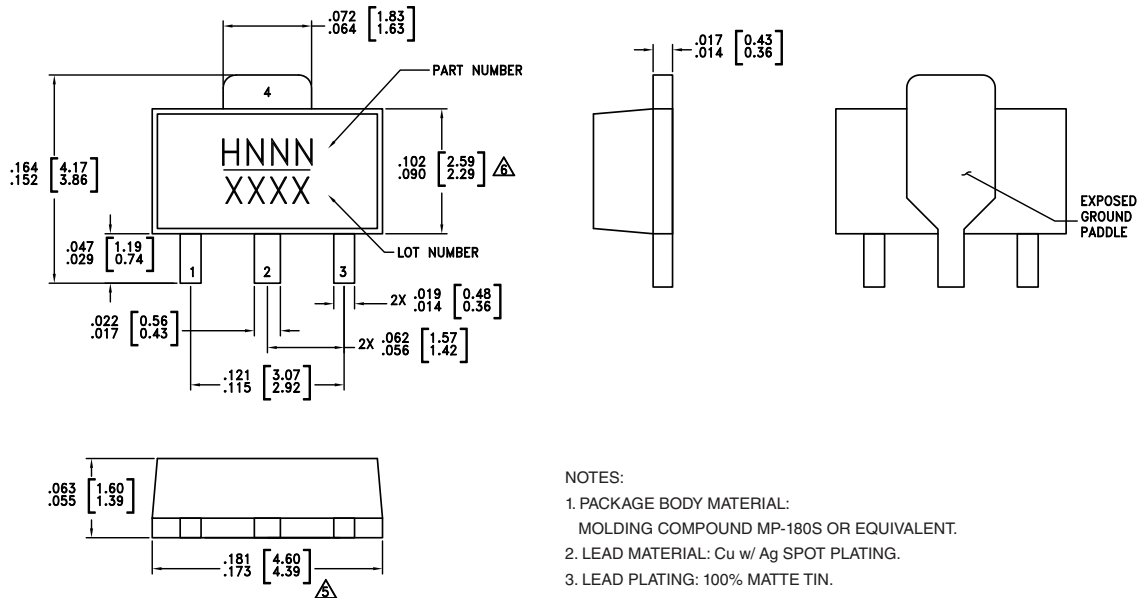 .072 [1.83]
.064 [1.63]
PART NUMBER
4
HNNN
XXXX
.164 [4.17]
.152 [3.86]
.102 [2.59]
.090 [2.29] 6
.047 [1.19]
.029 [0.74]
LOT NUMBER
1 2 3
2X .019 [0.48]
.014 [0.36]
.022 [0.56]
.017 [0.43]
2X .062 [1.57]
.056 [1.42]
.121 [3.07]
.115 [2.92]
.017 [0.43]
.014 [0.36]
EXPOSED
GROUND
PADDLE
.063 [1.60]
.055 [1.39]
.181 [4.60]
.173 [4.39]
5
NOTES:
1. PACKAGE BODY MATERIAL:
MOLDING COMPOUND MP-180S OR EQUIVALENT.
2. LEAD MATERIAL: Cu w/ Ag SPOT PLATING.
3. LEAD PLATING: 100% MATTE TIN.